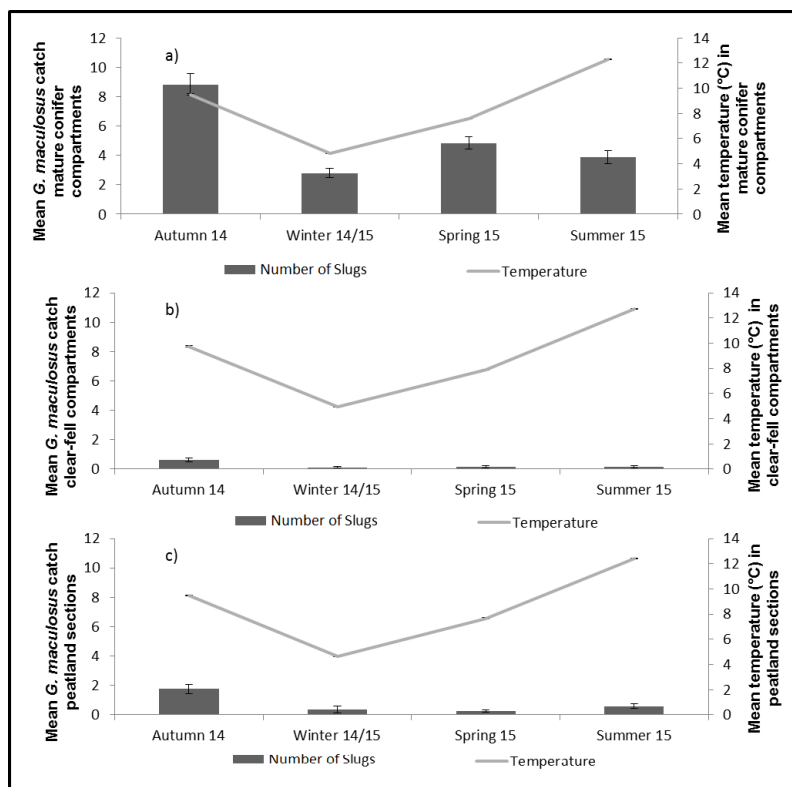 a)
Mean G. maculosus catch
mature conifer
compartments
12
10
8
6
4
2
0
14
12
10
8
6
4
2
0
Mean temperature (°C) in
mature conifer
compartments
Autumn 14 Winter 14/15 Spring 15 Summer 15
Number of Slugs Temperature
b)
Mean G. maculosus catch
clear-fell compartments
12
10
8
6
4
2
0
14
12
10
8
6
4
2
0
Mean temperature (°C) in
clear-fell compartments
Autumn 14 Winter 14/15 Spring 15 Summer 15
Number of Slugs Temperature
c)
Mean G. maculosus catch
peatland sections
12
10
8
6
4
2
0
14
12
10
8
6
4
2
0
Mean temperature (°C) in
peatland sections
Autumn 14 Winter 14/15 Spring 15 Summer 15
Number of Slugs Temperature